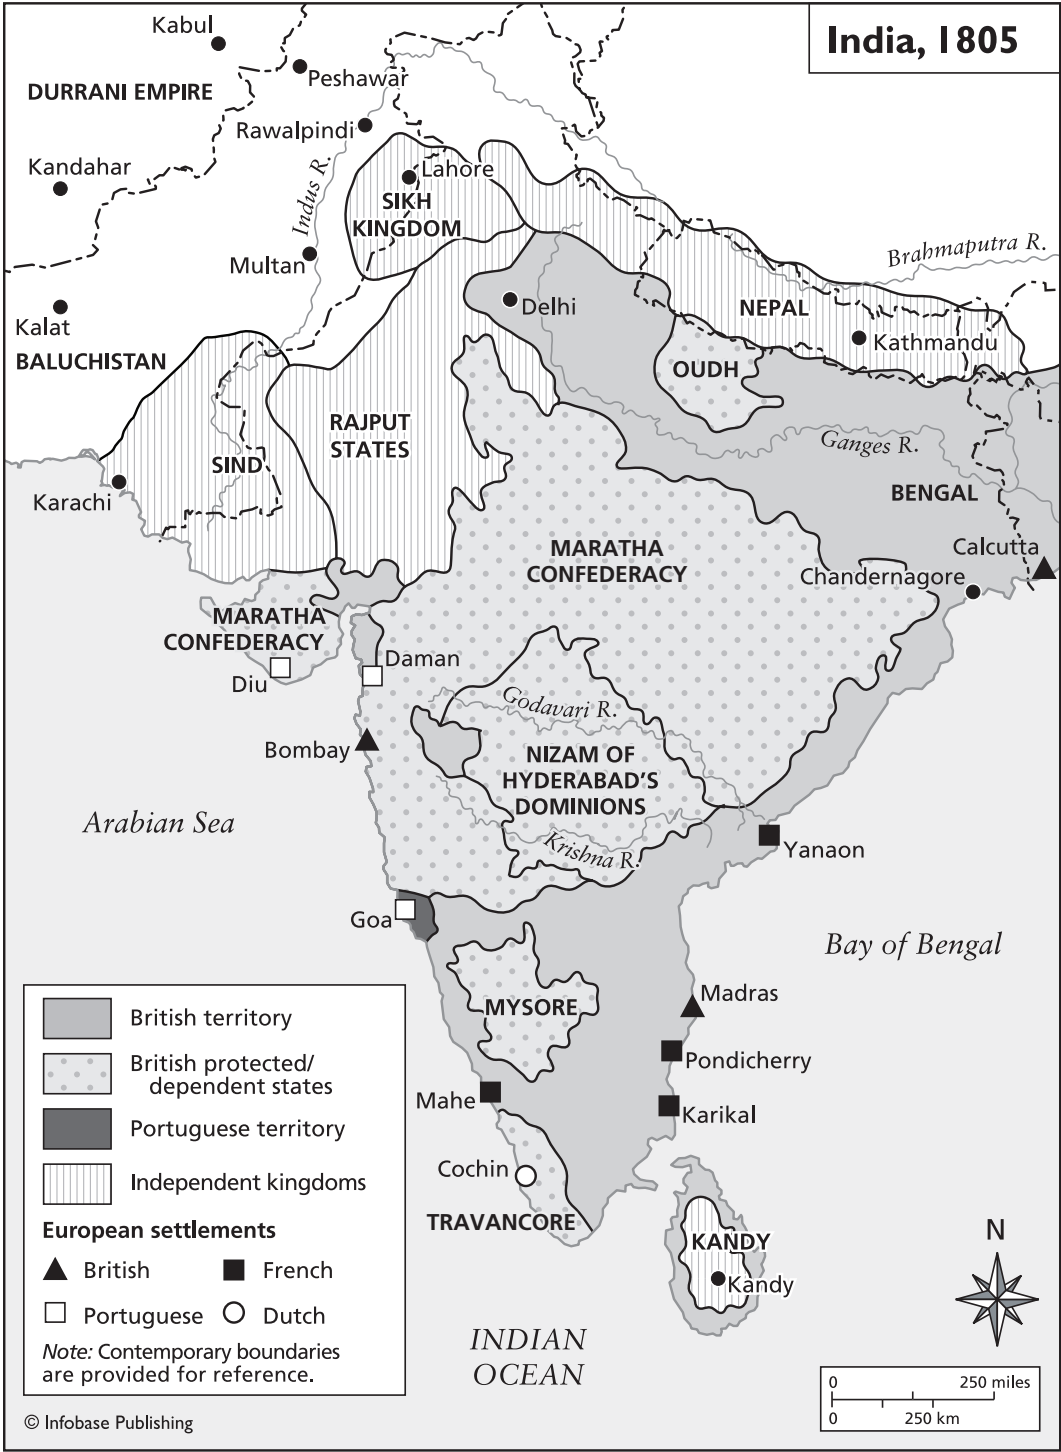 India, 1805
Kabul
Peshawar
DURRANI EMPIRE
Rawalpindi
Kandahar
Lahore
Indus R.
SIKH
KINGDOM
Multan
Brahmaputra R.
Kalat
BALUCHISTAN
Delhi
NEPAL
Kathmandu
OUDH
RAJPUT
STATES
SIND
Ganges R.
Karachi
BENGAL
MARATHA
CONFEDERACY
Calcutta
Chandernagore
MARATHA
CONFEDERACY
Diu
Daman
Godavari R.
Bombay
NIZAM OF
HYDERABAD'S
DOMINIONS
Arabian Sea
Krishna R.
Yanaon
Goa
Bay of Bengal
Madras
MYSORE
Pondicherry
Mahe
Karikal
Cochin
TRAVANCORE
KANDY
Kandy
INDIAN
OCEAN
British territory
British protected/
dependent states
Portuguese territory
Independent kingdoms
European settlements
British
French
Portuguese
Dutch
Note: Contemporary boundaries
are provided for reference.
N
0 250 miles
0 250 km
© Infobase Publishing